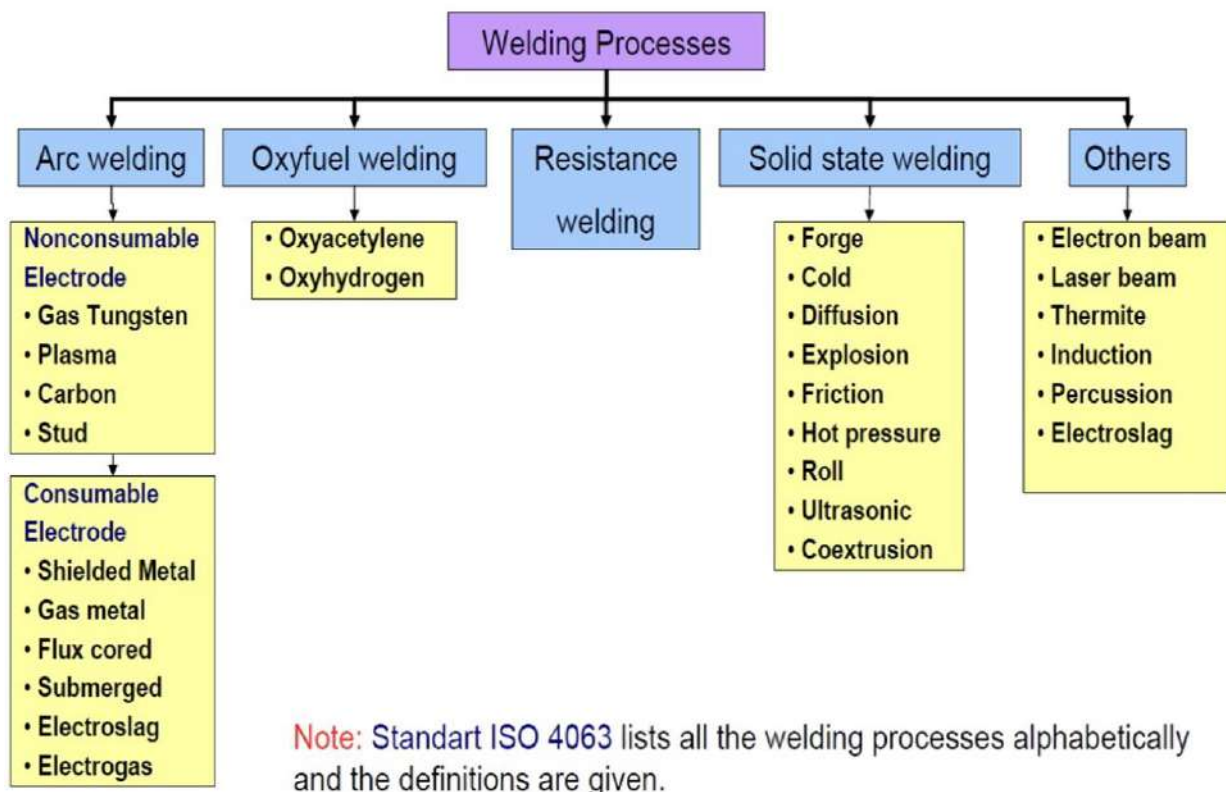 Welding Processes
Arc welding
Oxyfuel welding
Resistance
welding
Solid state welding
Others
Nonconsumable
Electrode
• Gas Tungsten
• Plasma
• Carbon
• Stud
Consumable
Electrode
• Shielded Metal
• Gas metal
• Flux cored
• Submerged
• Electroslag
• Electrogas
• Oxyacetylene
• Oxyhydrogen
• Forge
• Cold
• Diffusion
• Explosion
• Friction
• Hot pressure
• Roll
• Ultrasonic
• Coextrusion
• Electron beam
• Laser beam
• Thermite
• Induction
• Percussion
• Electroslag
Note: Standart ISO 4063 lists all the welding processes alphabetically
and the definitions are given.